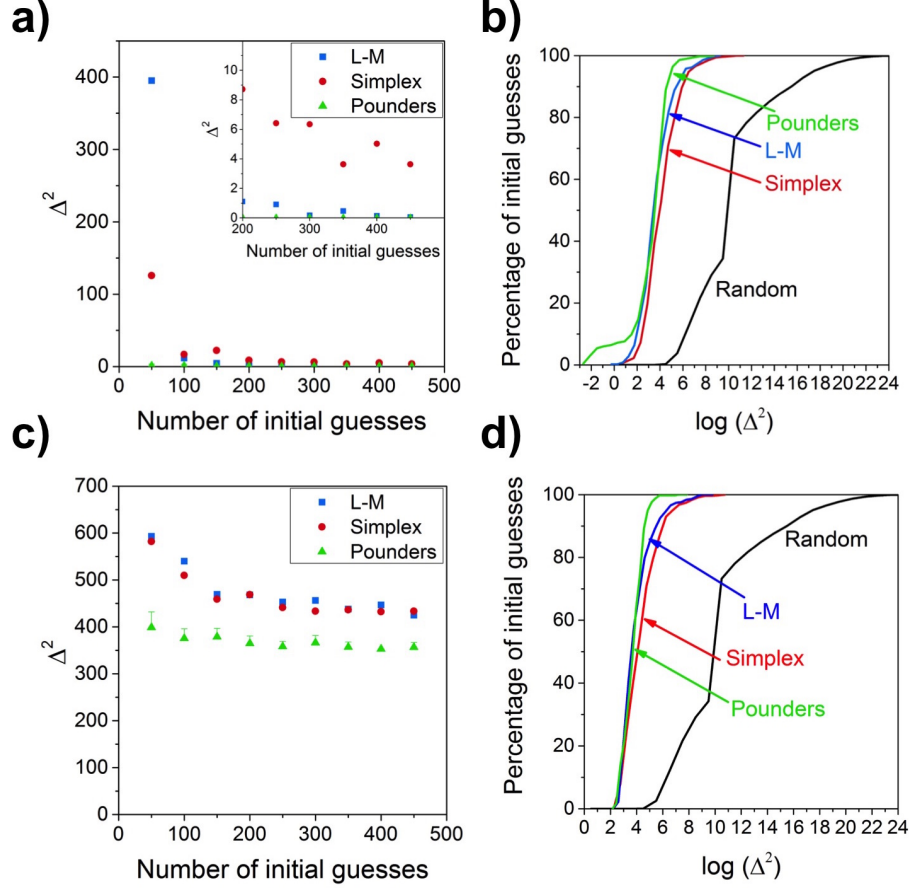 a)
400
300
200
100
0
0 100 200 300 400 500
Δ²
Number of initial guesses
L-M
Simplex
Pounders
10
8
6
4
2
0
200 300 400
Δ²
Number of initial guesses
b)
100
80
60
40
20
0
-2 0 2 4 6 8 10 12 14 16 18 20 22 24
Percentage of initial guesses
log (Δ²)
Pounders
L-M
Simplex
Random
c)
700
600
500
400
300
200
100
0
0 100 200 300 400 500
Δ²
Number of initial guesses
L-M
Simplex
Pounders
d)
100
80
60
40
20
0
0 2 4 6 8 10 12 14 16 18 20 22 24
Percentage of initial guesses
log (Δ²)
Random
L-M
Simplex
Pounders